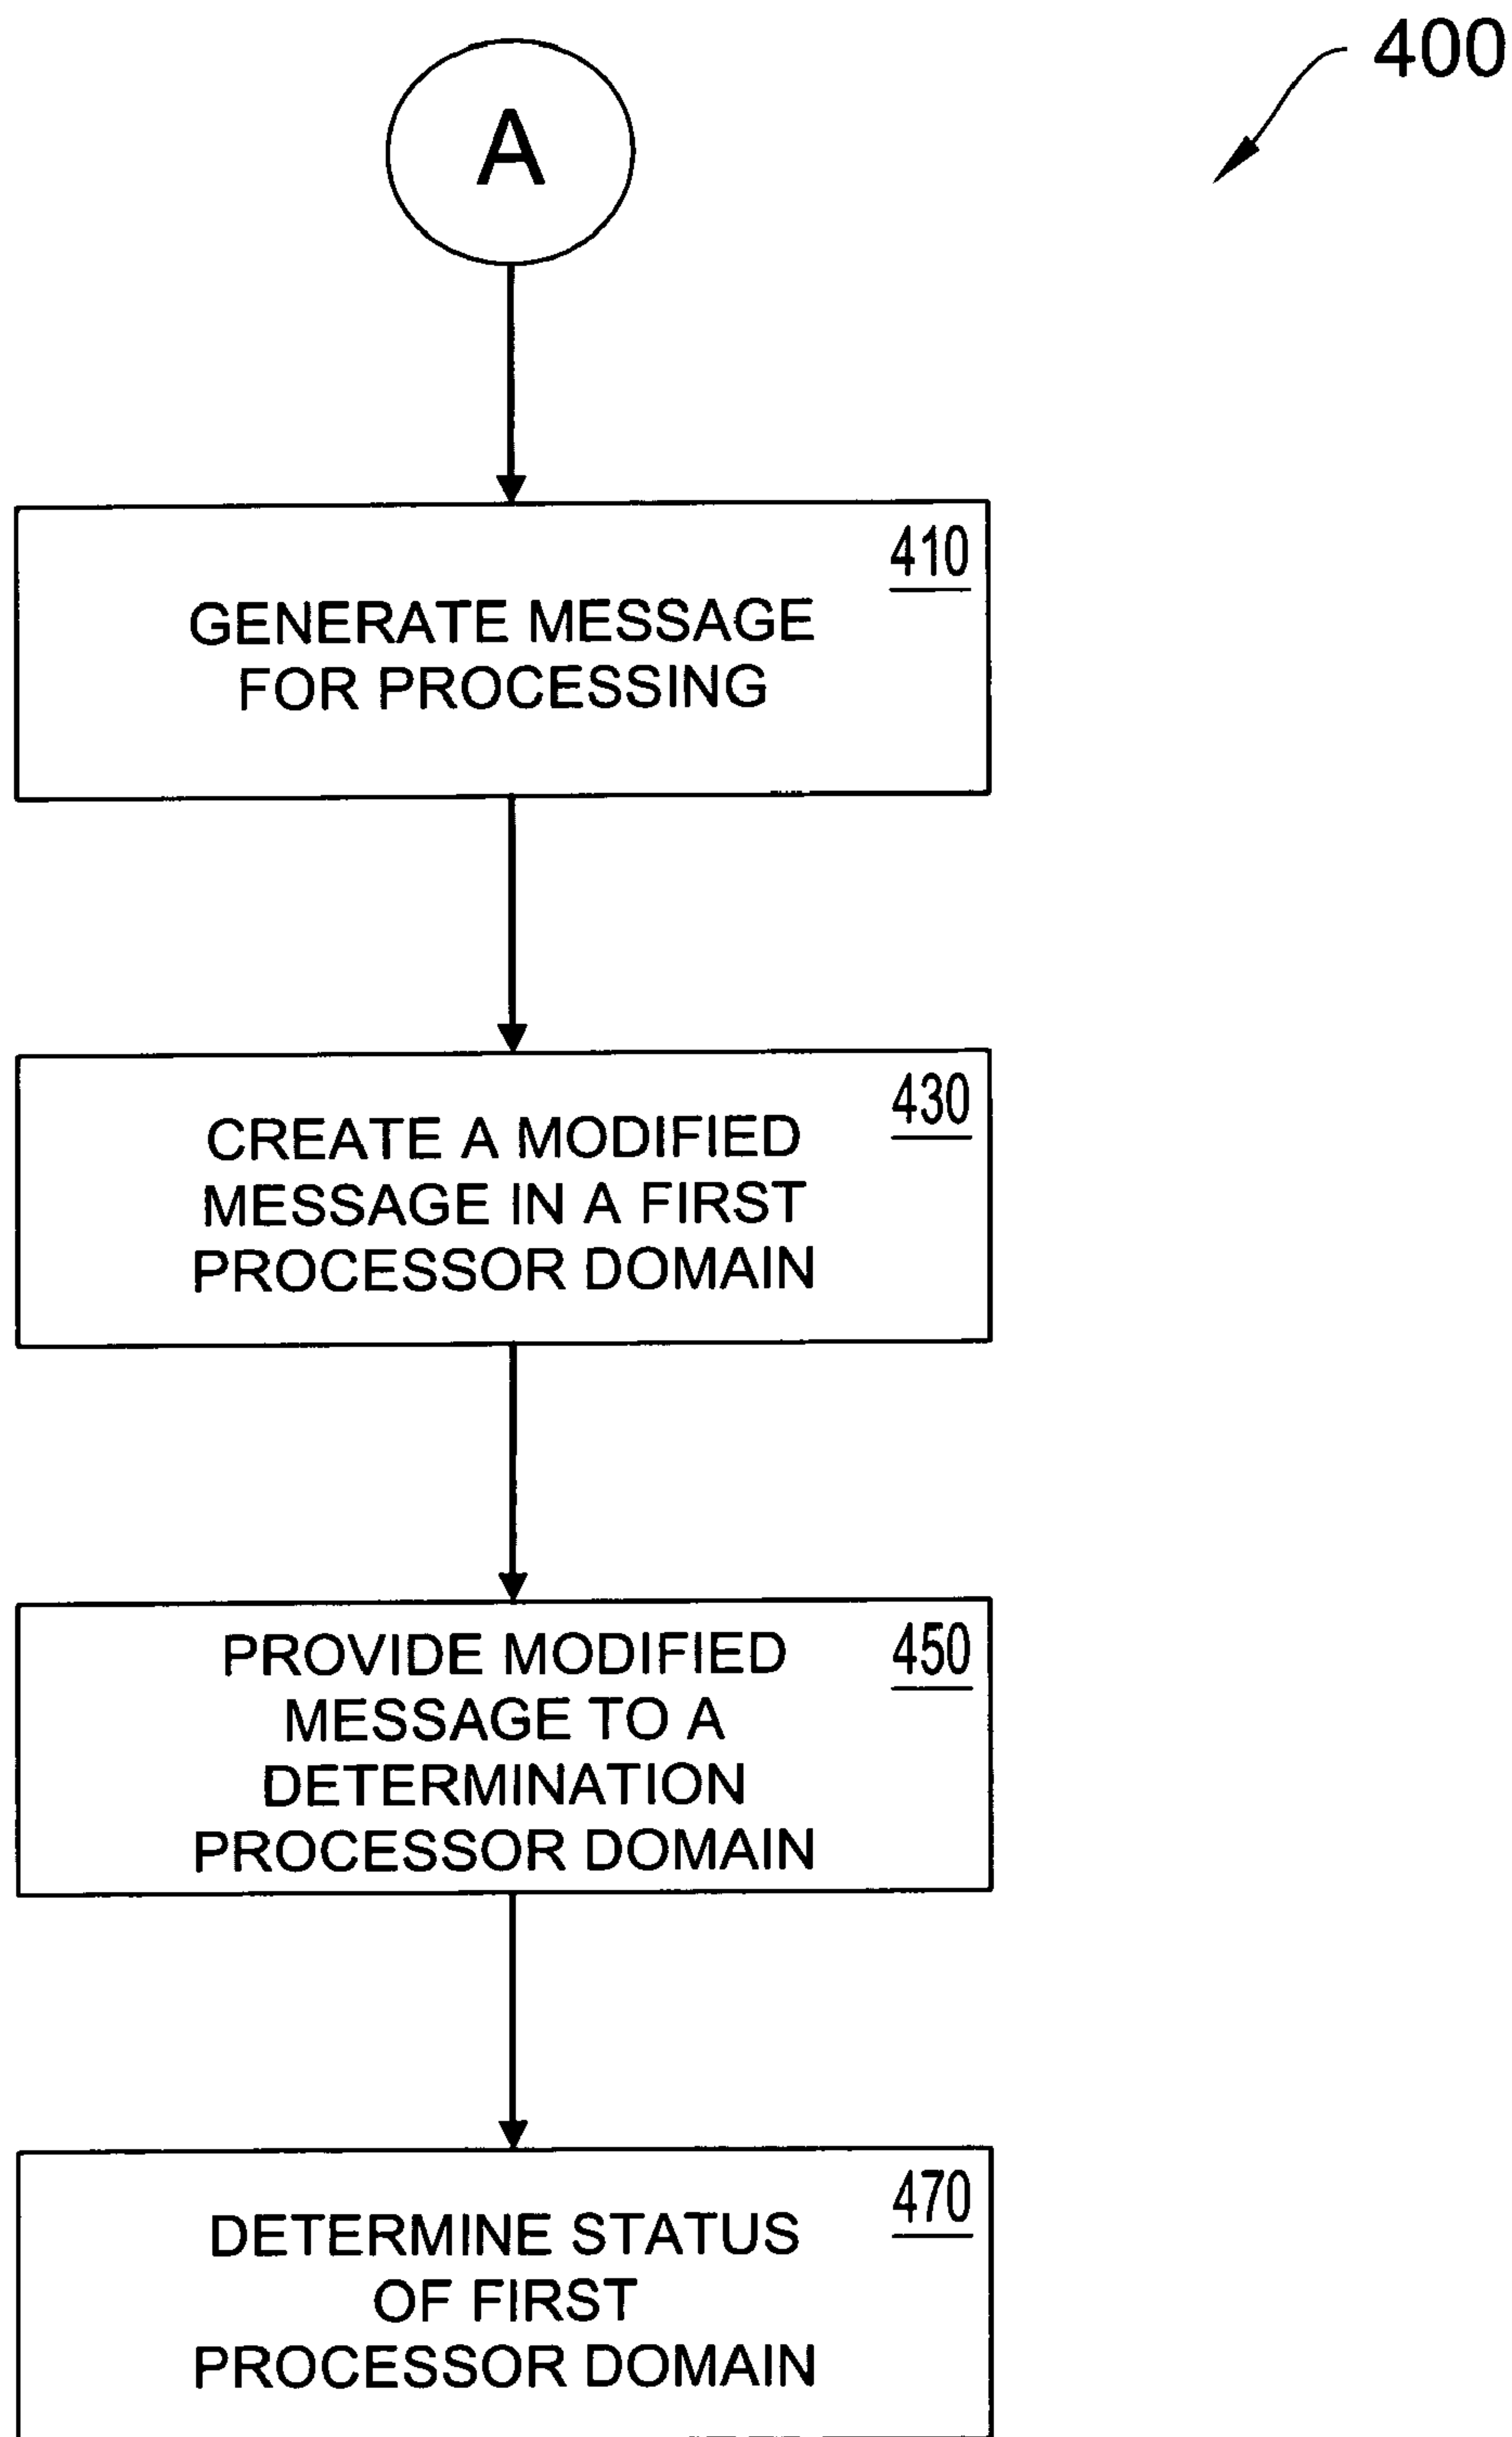 400
A
410
GENERATE MESSAGE
FOR PROCESSING
430
CREATE A MODIFIED
MESSAGE IN A FIRST
PROCESSOR DOMAIN
450
PROVIDE MODIFIED
MESSAGE TO A
DETERMINATION
PROCESSOR DOMAIN
470
DETERMINE STATUS
OF FIRST
PROCESSOR DOMAIN